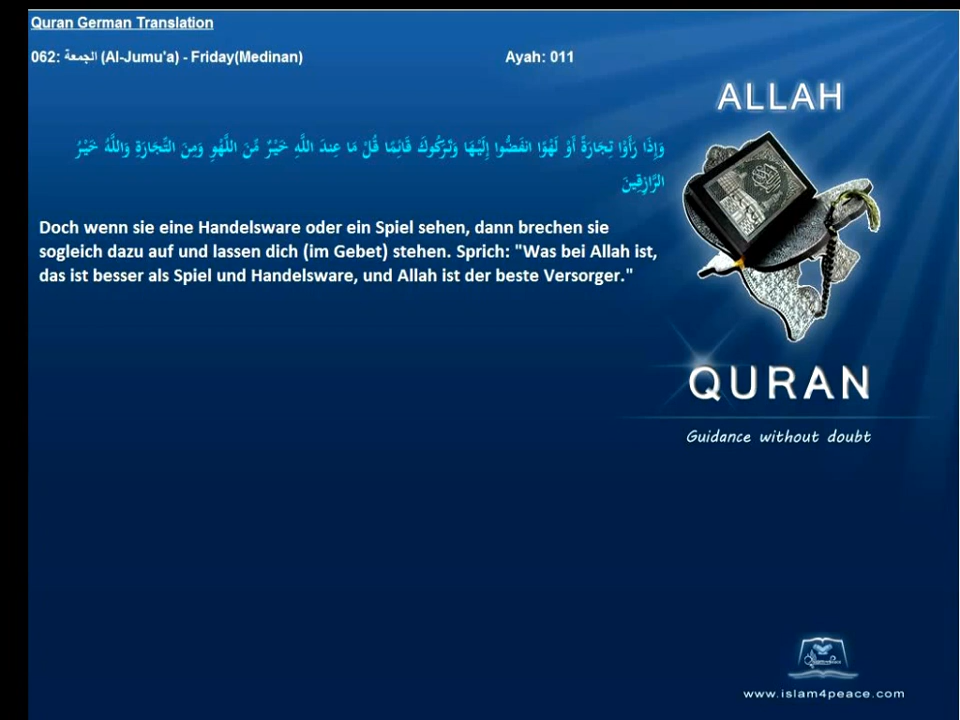 Quran German Translation
062: الجمعة (Al-Jumu'a) - Friday(Medinan) Ayah: 011
ALLAH
وَإِذَا رَأَوْا تِجَارَةً أَوْ لَهْوًا انفَضُّوا إِلَيْهَا وَتَرَكُوكَ قَائِمًا قُلْ مَا عِندَ اللَّهِ خَيْرٌ مِّنَ اللَّهْوِ وَمِنَ التِّجَارَةِ وَاللَّهُ خَيْرُ
الرَّازِقِينَ
Doch wenn sie eine Handelsware oder ein Spiel sehen, dann brechen sie
sogleich dazu auf und lassen dich (im Gebet) stehen. Sprich: "Was bei Allah ist,
das ist besser als Spiel und Handelsware, und Allah ist der beste Versorger."
QURAN
Guidance without doubt
www.islam4peace.com